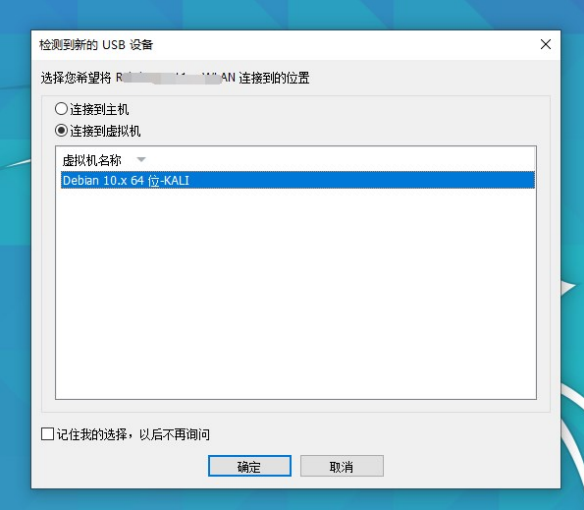 检测到新的 USB 设备
选择您希望将 R AN 连接到的位置
连接到主机
连接到虚拟机
虚拟机名称
Debian 10.x 64 位-KALI
记住我的选择，以后不再询问
确定
取消